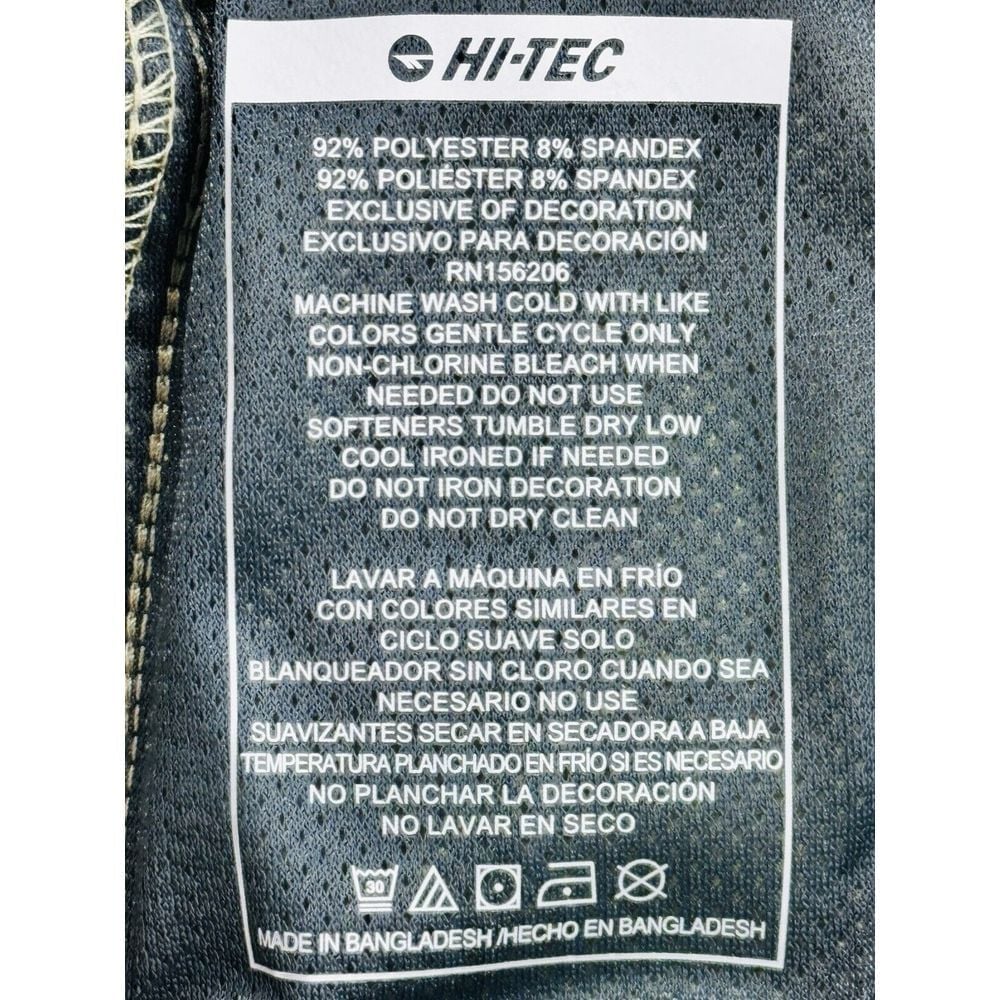 HI-TEC
92% POLYESTER 8% SPANDEX
92% POLIÉSTER 8% SPANDEX
EXCLUSIVE OF DECORATION
EXCLUSIVO PARA DECORACIÓN
RN156206
MACHINE WASH COLD WITH LIKE
COLORS GENTLE CYCLE ONLY
NON-CHLORINE BLEACH WHEN
NEEDED DO NOT USE
SOFTENERS TUMBLE DRY LOW
COOL IRONED IF NEEDED
DO NOT IRON DECORATION
DO NOT DRY CLEAN
LAVAR A MÁQUINA EN FRÍO
CON COLORES SIMILARES EN
CICLO SUAVE SOLO
BLANQUEADOR SIN CLORO CUANDO SEA
NECESARIO NO USE
SUAVIZANTES SECAR EN SECADORA A BAJA
TEMPERATURA PLANCHADO EN FRÍO SI ES NECESARIO
NO PLANCHAR LA DECORACIÓN
NO LAVAR EN SECO
30
MADE IN BANGLADESH /HECHO EN BANGLADESH